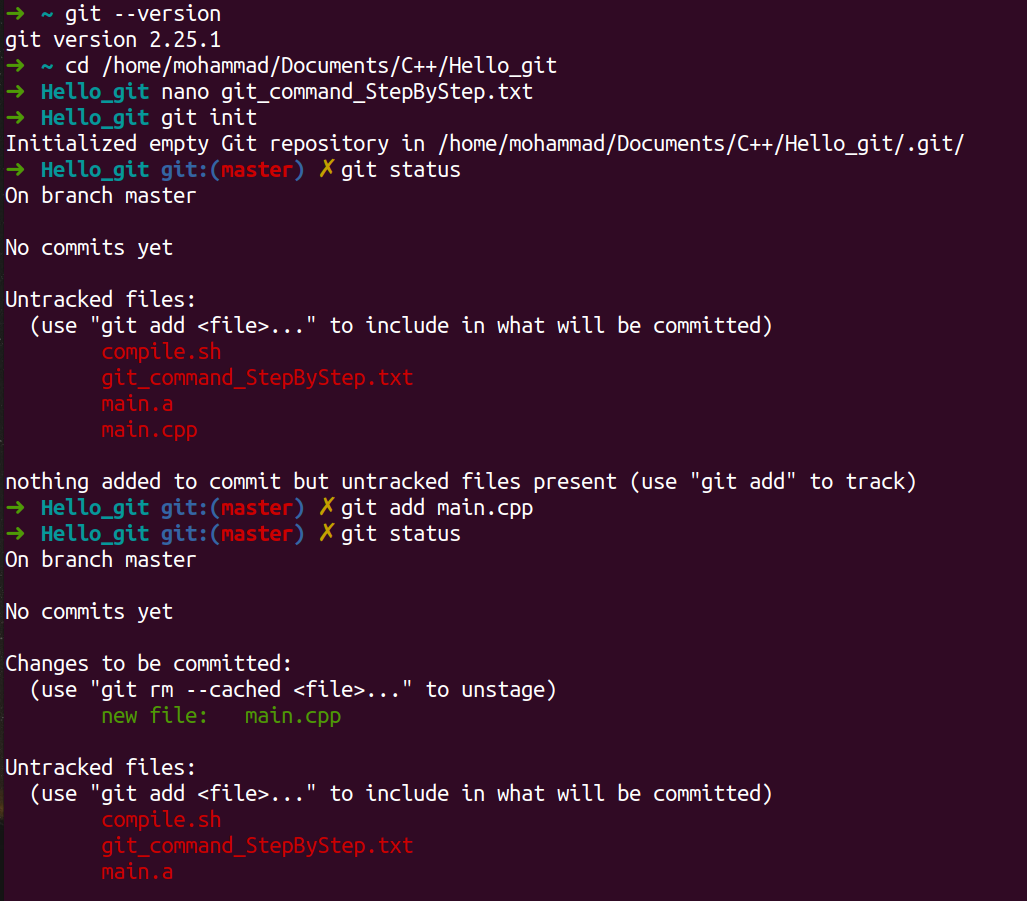 ➜ ~ git --version
git version 2.25.1
➜ ~ cd /home/mohammad/Documents/C++/Hello_git
➜ Hello_git nano git_command_StepByStep.txt
➜ Hello_git git init
Initialized empty Git repository in /home/mohammad/Documents/C++/Hello_git/.git/
➜ Hello_git git:(master) ✗ git status
On branch master
No commits yet
Untracked files:
(use "git add <file>..." to include in what will be committed)
compile.sh
git_command_StepByStep.txt
main.a
main.cpp
nothing added to commit but untracked files present (use "git add" to track)
➜ Hello_git git:(master) ✗ git add main.cpp
➜ Hello_git git:(master) ✗ git status
On branch master
No commits yet
Changes to be committed:
(use "git rm --cached <file>..." to unstage)
new file: main.cpp
Untracked files:
(use "git add <file>..." to include in what will be committed)
compile.sh
git_command_StepByStep.txt
main.a